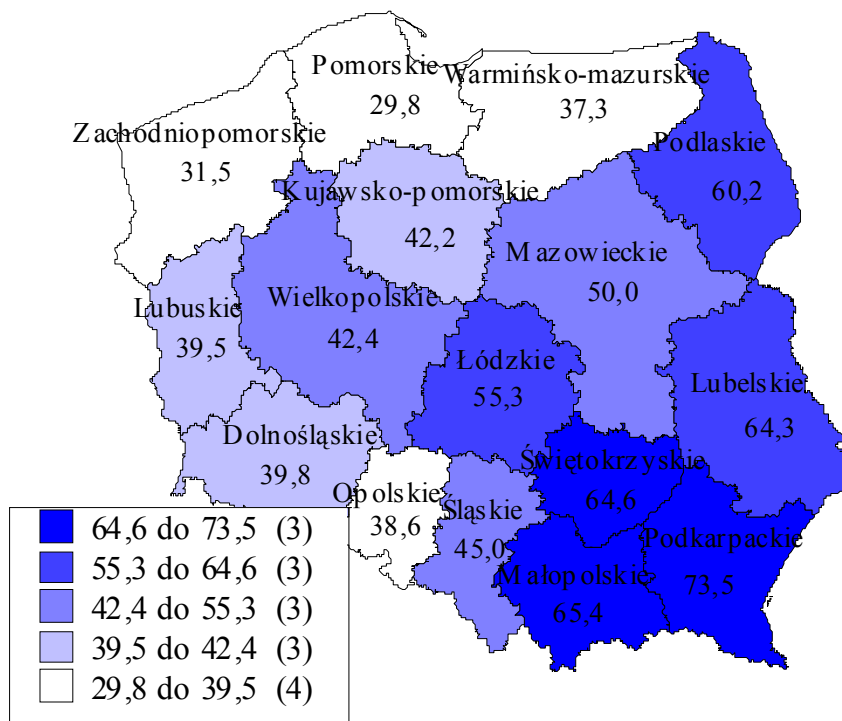 Pomorskie
29,8
Warmińsko-mazurskie
37,3
Zachodniopomorskie
31,5
Podlaskie
60,2
Kujawsko-pomorskie
42,2
Mazowieckie
50,0
Lubuskie
39,5
Wielkopolskie
42,4
Łódzkie
55,3
Lubelskie
64,3
Dolnośląskie
39,8
Opolskie
38,6
Śląskie
45,0
Świętokrzyskie
64,6
Małopolskie
65,4
Podkarpackie
73,5
64,6 do 73,5 (3)
55,3 do 64,6 (3)
42,4 do 55,3 (3)
39,5 do 42,4 (3)
29,8 do 39,5 (4)